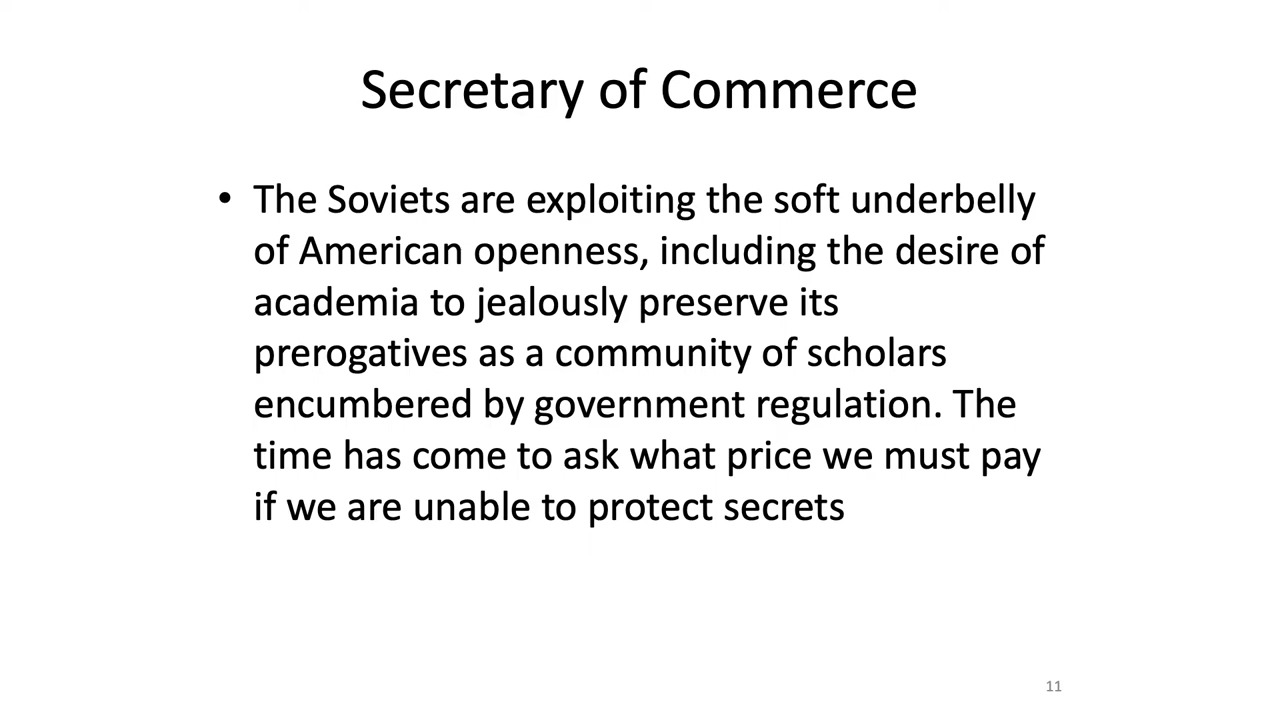 Secretary of Commerce
• The Soviets are exploiting the soft underbelly
of American openness, including the desire of
academia to jealously preserve its
prerogatives as a community of scholars
encumbered by government regulation. The
time has come to ask what price we must pay
if we are unable to protect secrets
11